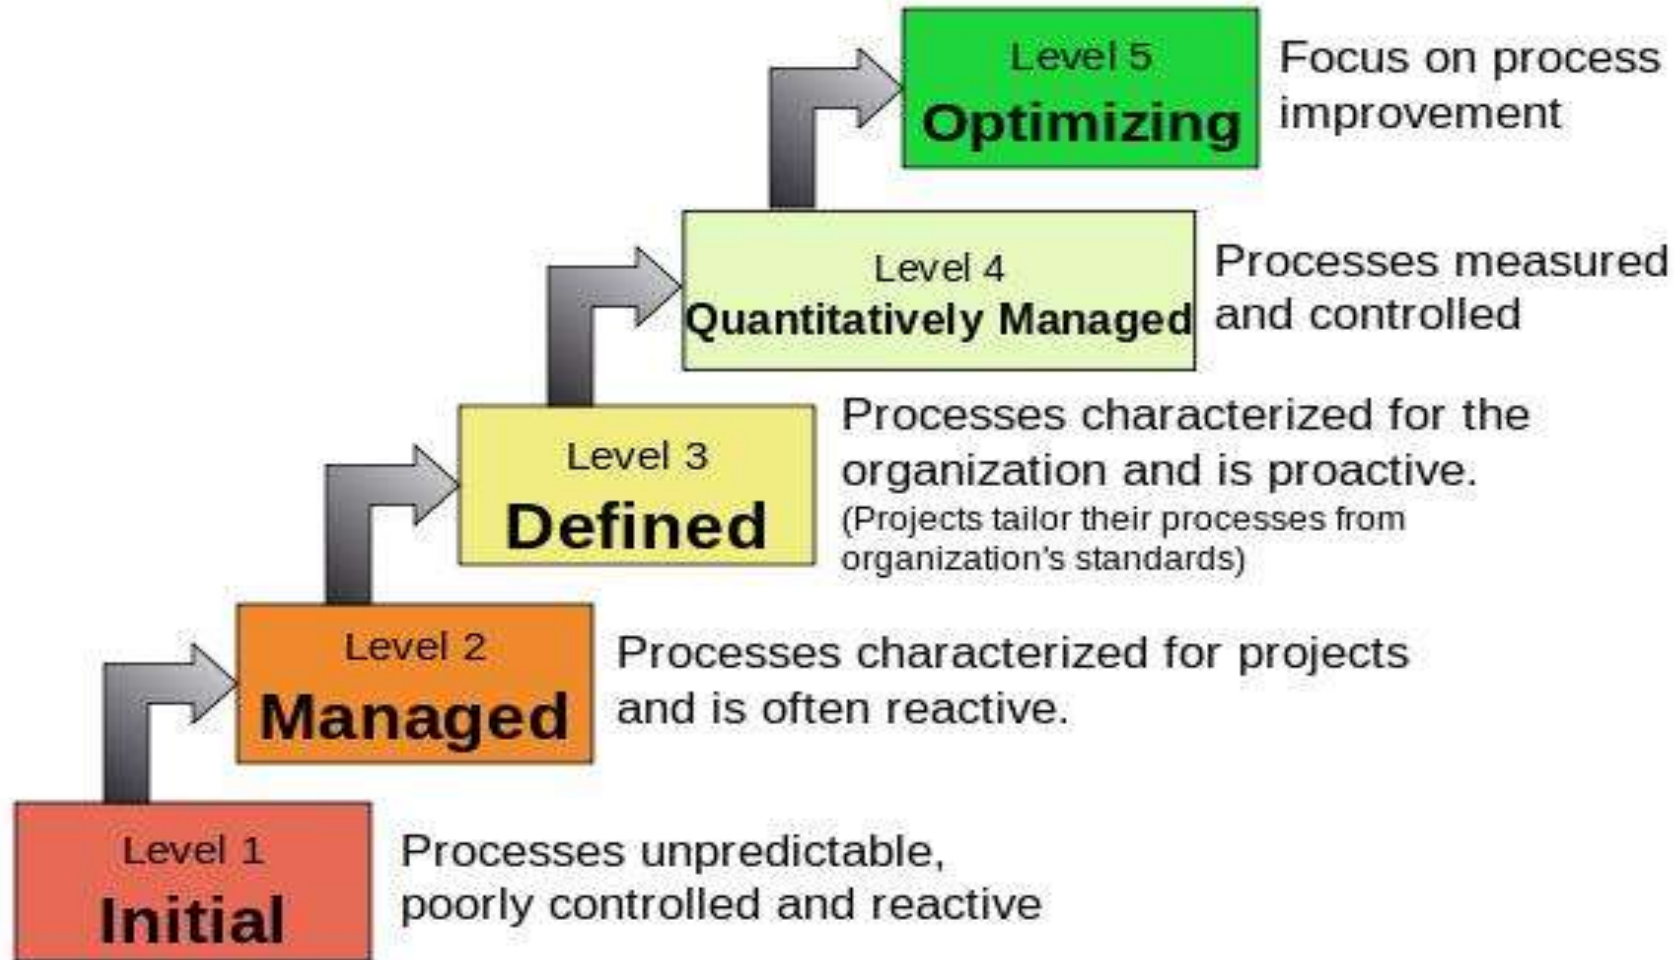 Level 5
Optimizing
Focus on process
improvement
Level 4
Quantitatively Managed
Processes measured
and controlled
Level 3
Defined
Processes characterized for the
organization and is proactive.
(Projects tailor their processes from
organization's standards)
Level 2
Managed
Processes characterized for projects
and is often reactive.
Level 1
Initial
Processes unpredictable,
poorly controlled and reactive